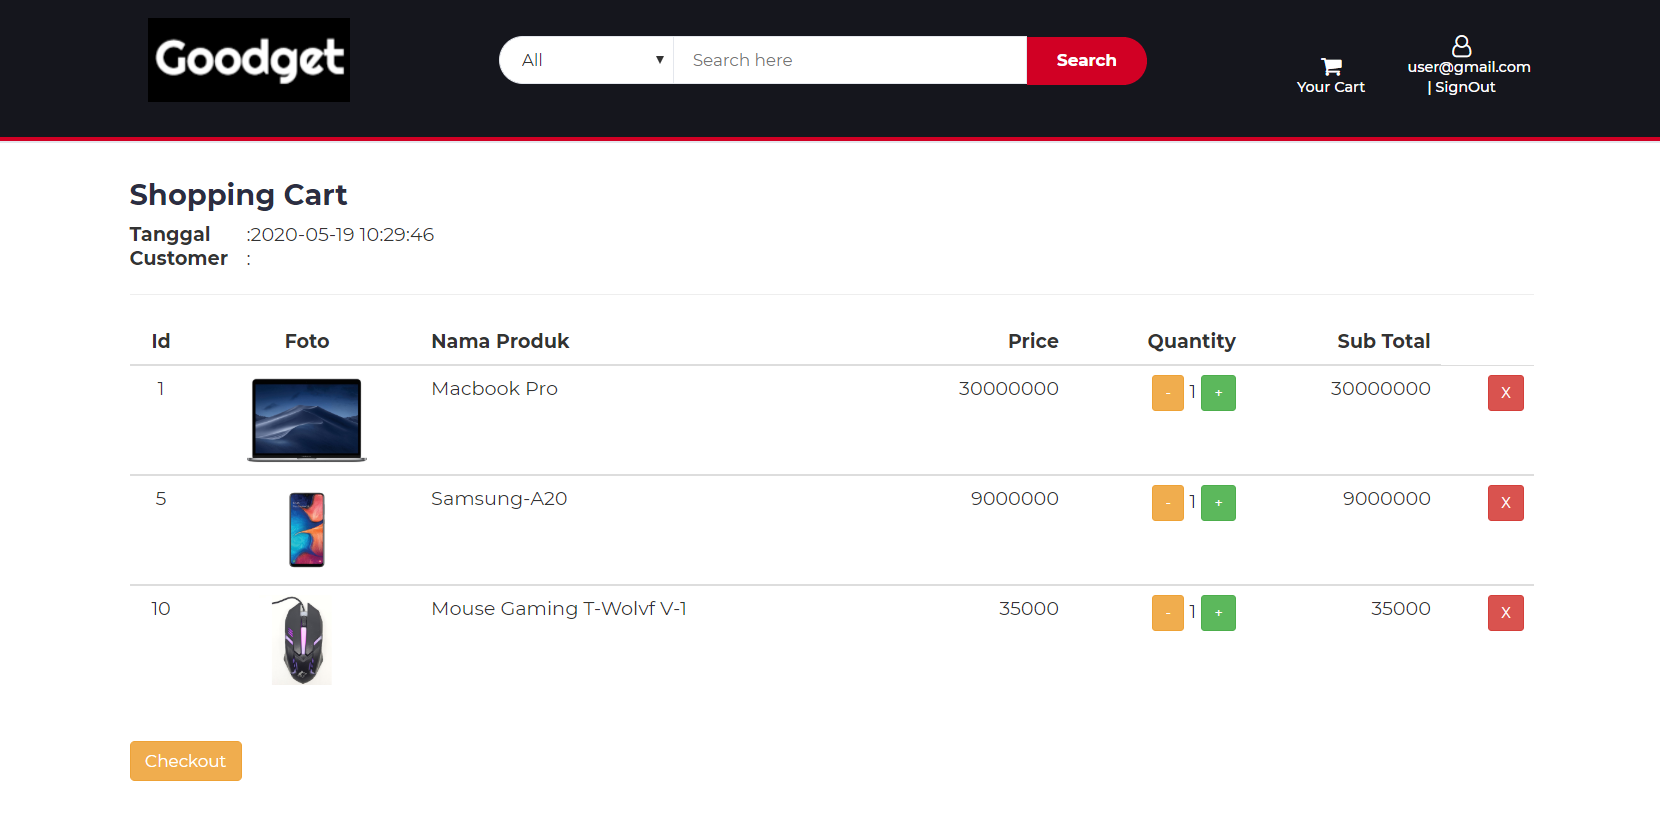 Goodget
All
Search here
Search
Your Cart
user@gmail.com
| SignOut
Shopping Cart
Tanggal :2020-05-19 10:29:46
Customer :
Id Foto Nama Produk Price Quantity Sub Total
1 Macbook Pro 30000000 - 1 + 30000000 X
5 Samsung-A20 9000000 - 1 + 9000000 X
10 Mouse Gaming T-Wolvf V-1 35000 - 1 + 35000 X
Checkout